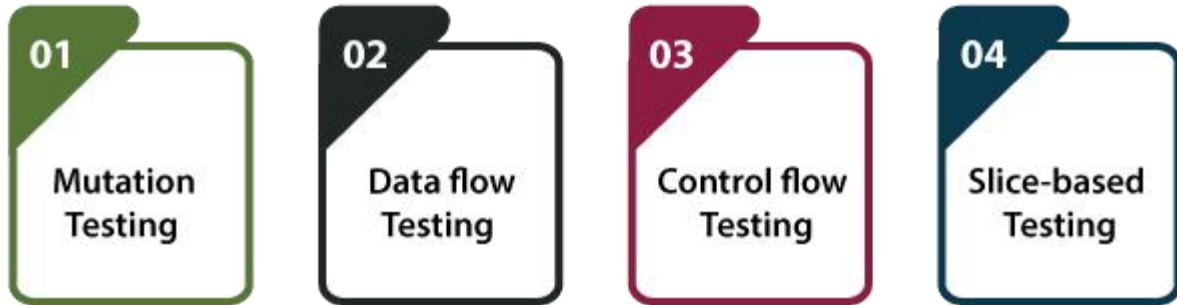 01
Mutation
Testing
02
Data flow
Testing
03
Control flow
Testing
04
Slice-based
Testing